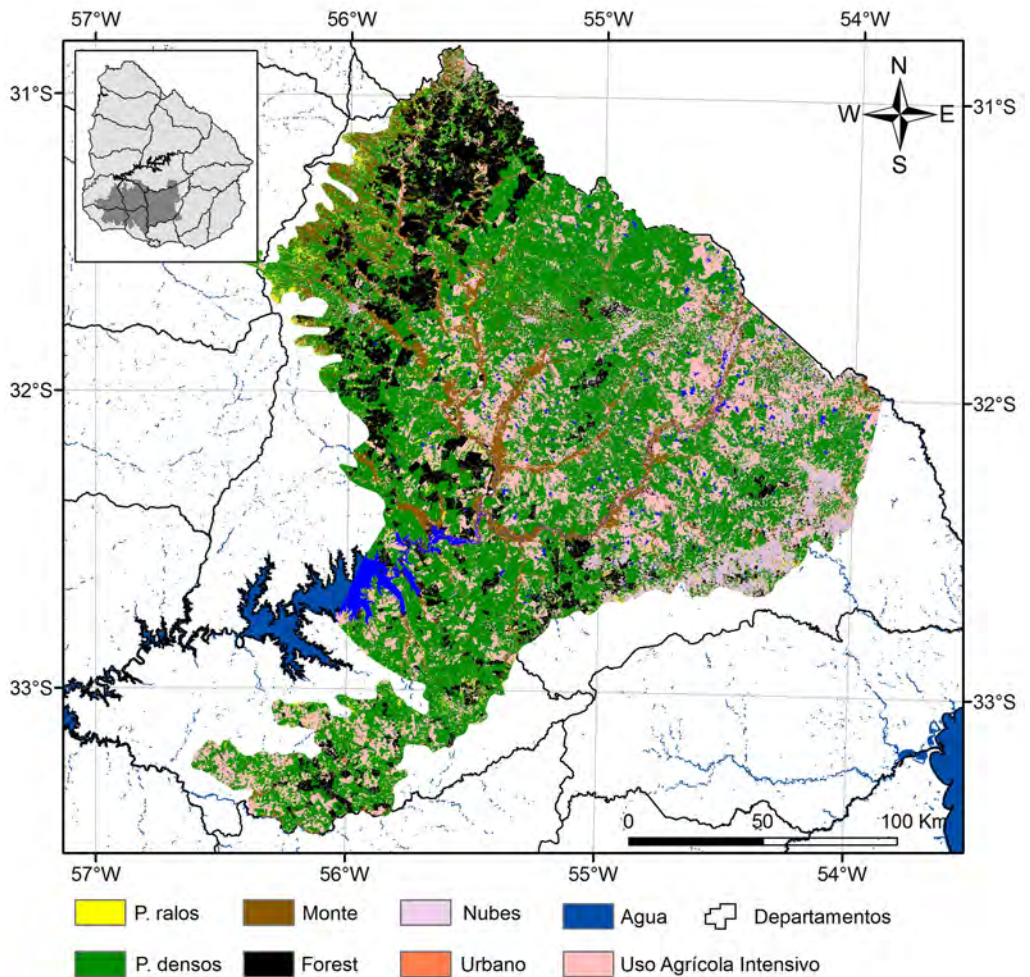 57°W 56°W 55°W 54°W
31°S 31°S
N
W E
S
32°S 32°S
33°S 33°S
0 50 100 Km
57°W 56°W 55°W 54°W
P. ralos Monte Nubes Agua Departamentos
P. densos Forest Urbano Uso Agrícola Intensivo